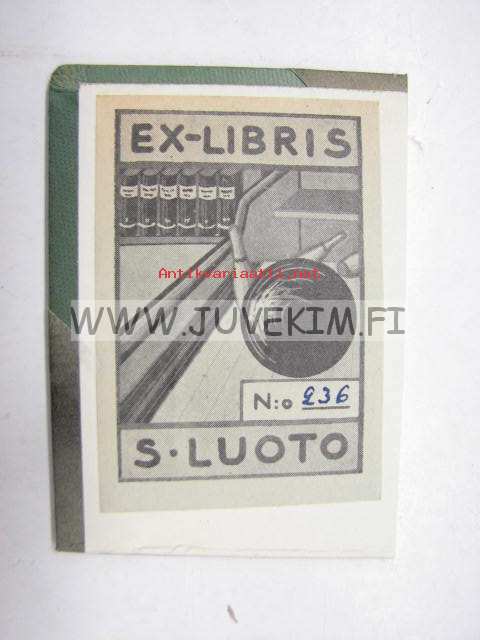 EX-LIBRIS
Antikvariaatti.net
WWW.JUVEKIM.FI
N:o 236
S·LUOTO